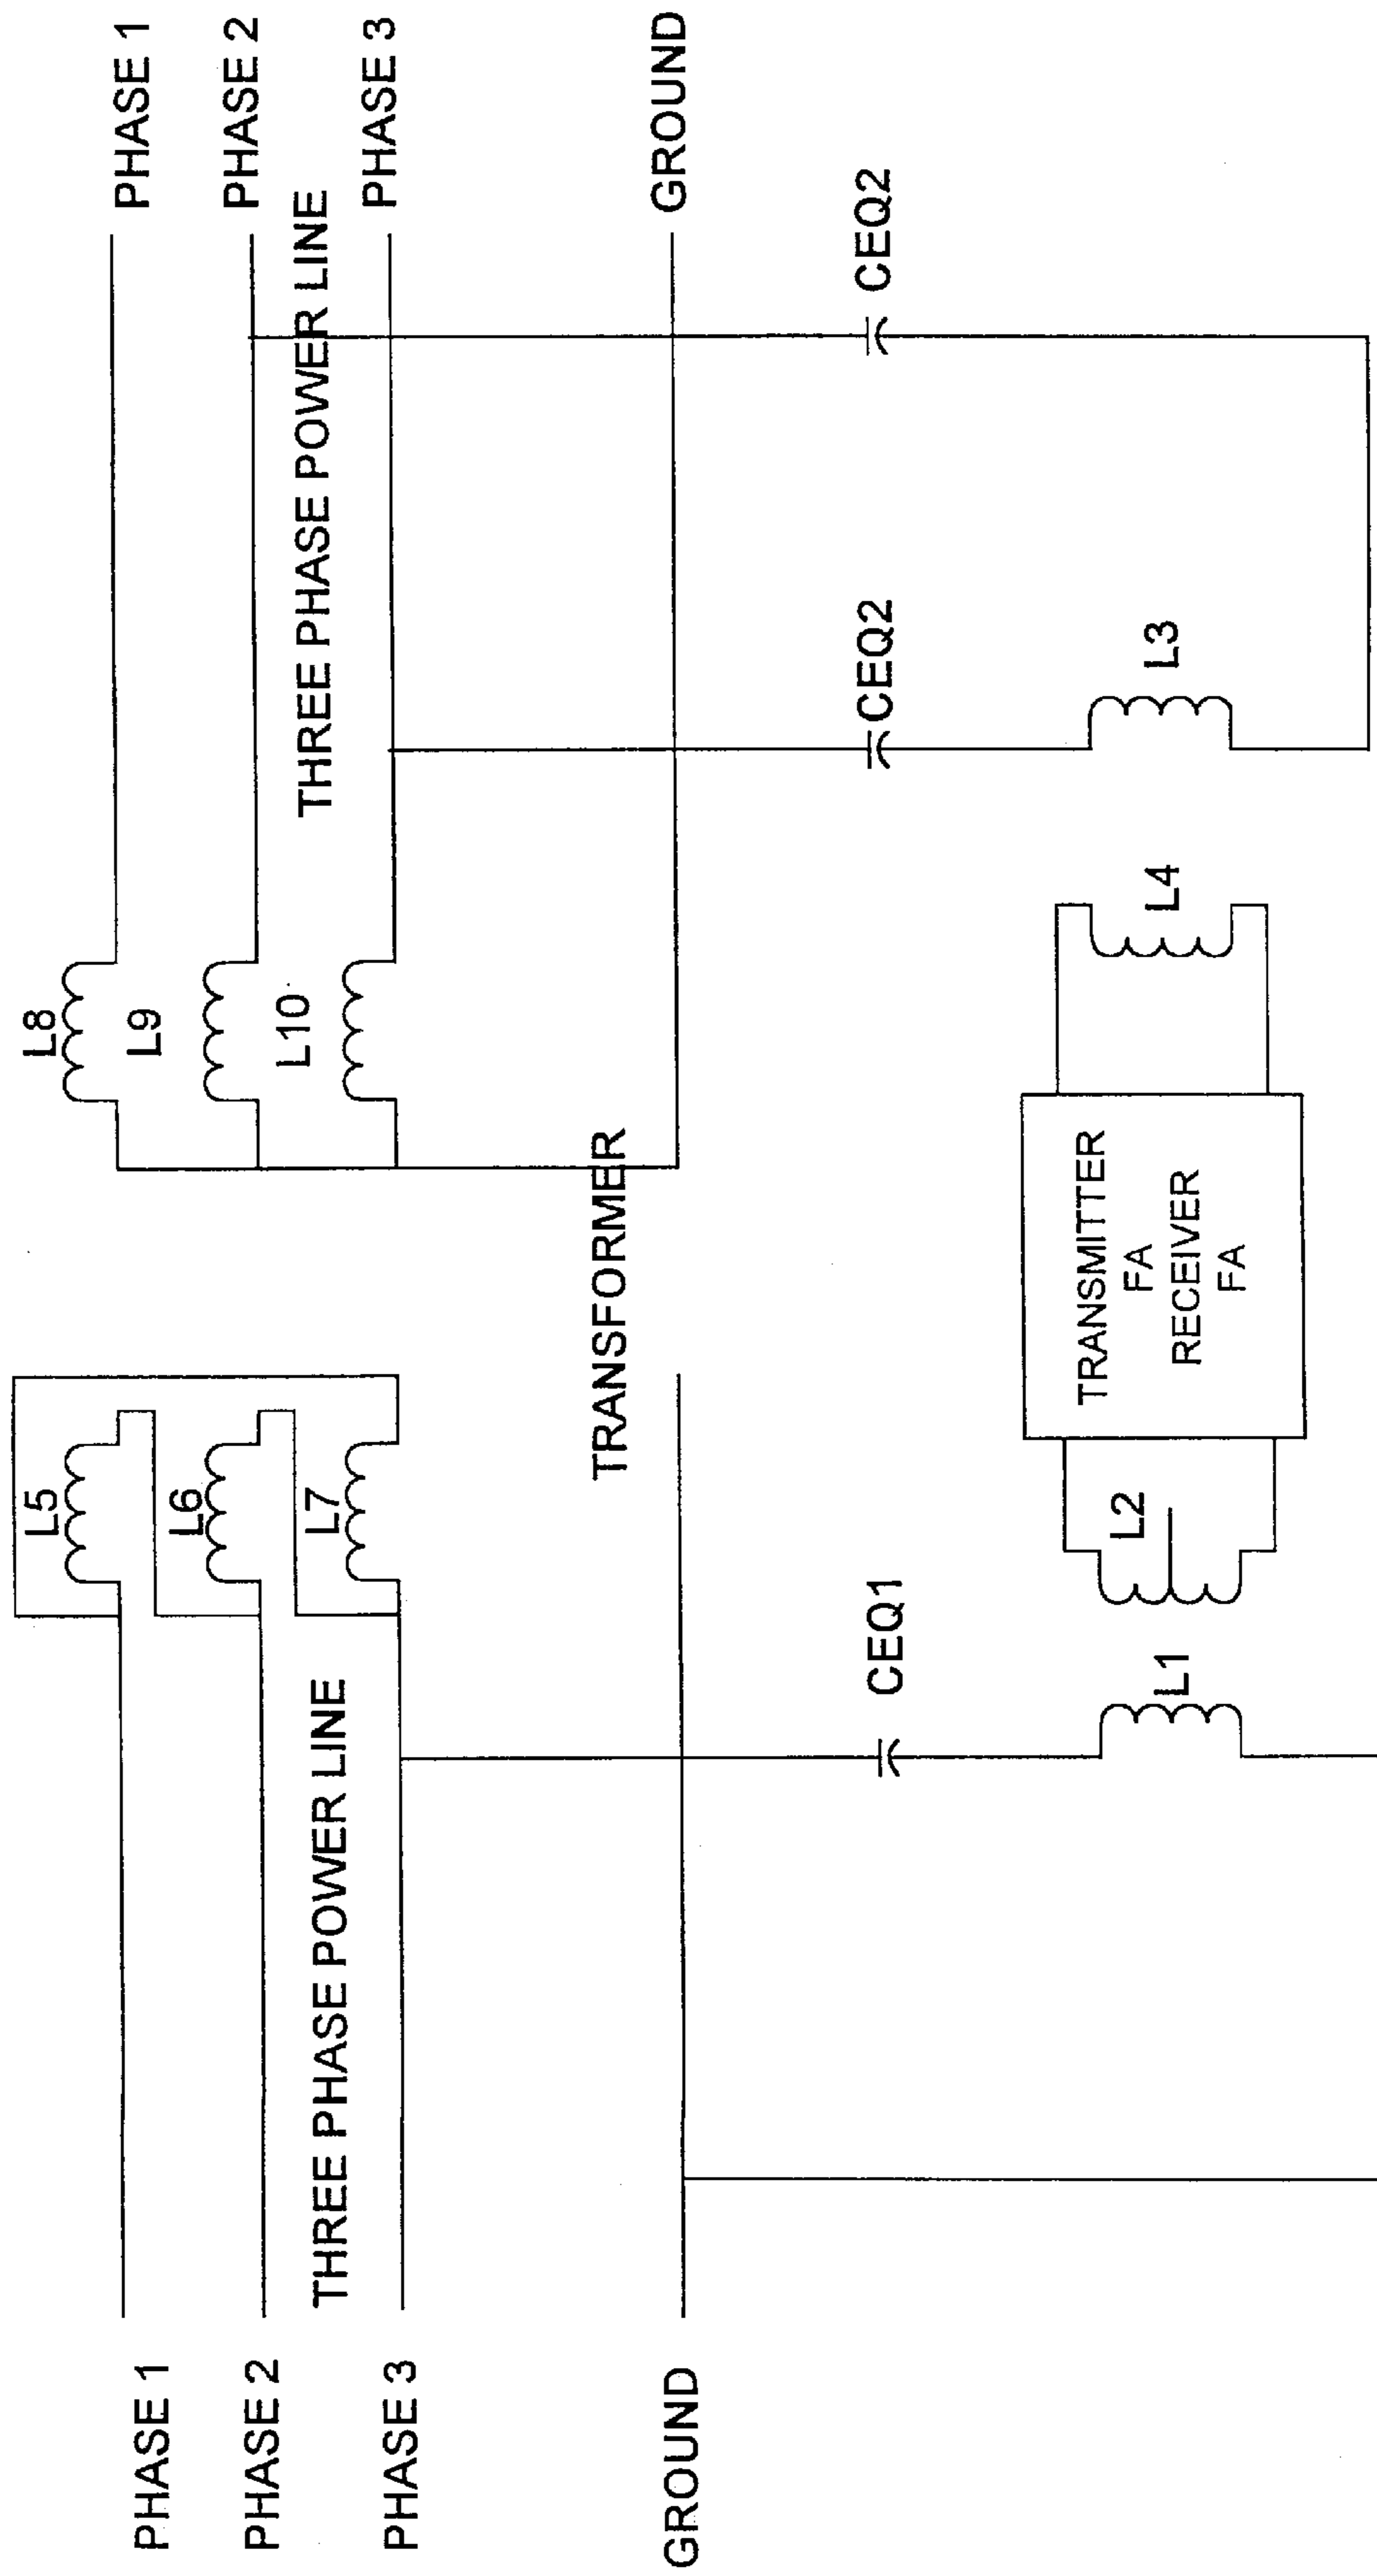 L5
L8
PHASE 1
PHASE 1
L6
L9
PHASE 2
PHASE 2
THREE PHASE POWER LINE
L7
L10
THREE PHASE POWER LINE
PHASE 3
PHASE 3
TRANSFORMER
GROUND
GROUND
CEQ1
CEQ2
CEQ2
L1
L2
TRANSMITTER
FA
RECEIVER
FA
L4
L3